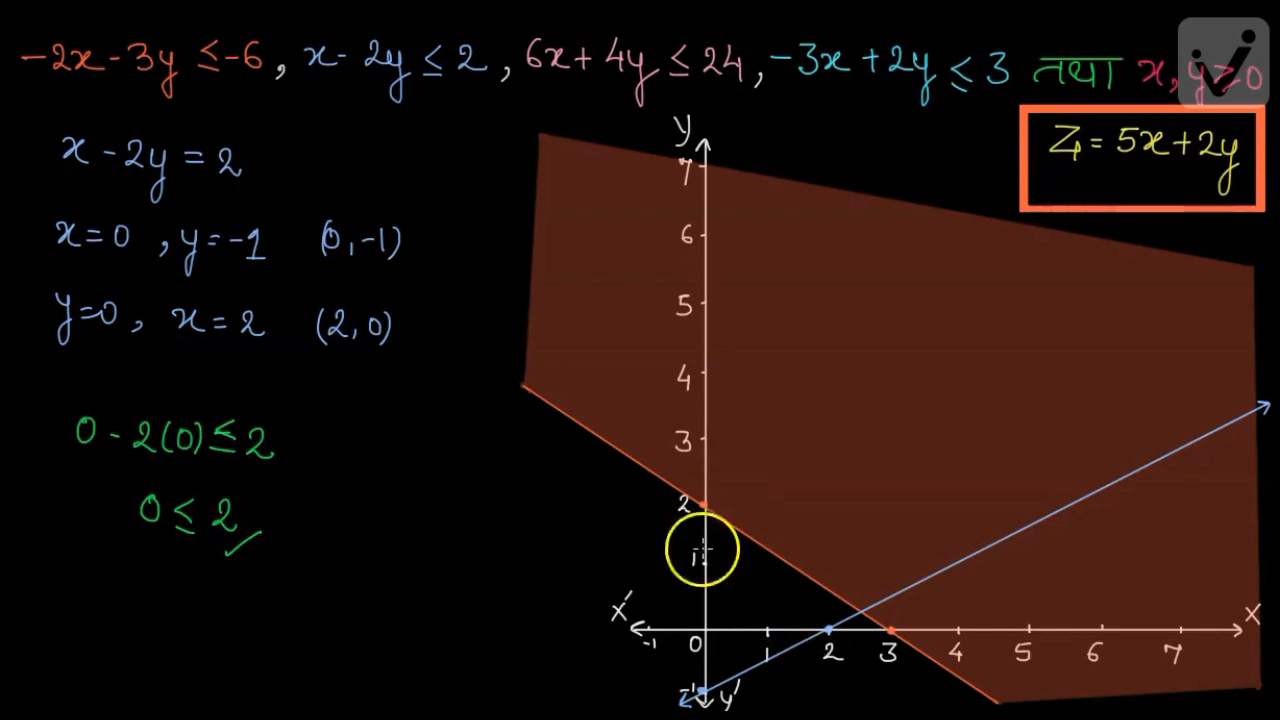 -2x-3y ≤ -6, x-2y ≤ 2, 6x+4y ≤ 24, -3x+2y ≤ 3 तथा x, y ≥ 0
Z = 5x+2y
x-2y = 2
x=0, y=-1 (0,-1)
y=0, x=2 (2,0)
0-2(0) ≤ 2
0 ≤ 2 ✓
y
7
6
5
4
3
2
1
X' -1 0 1 2 3 4 5 6 7 X
-1 y'